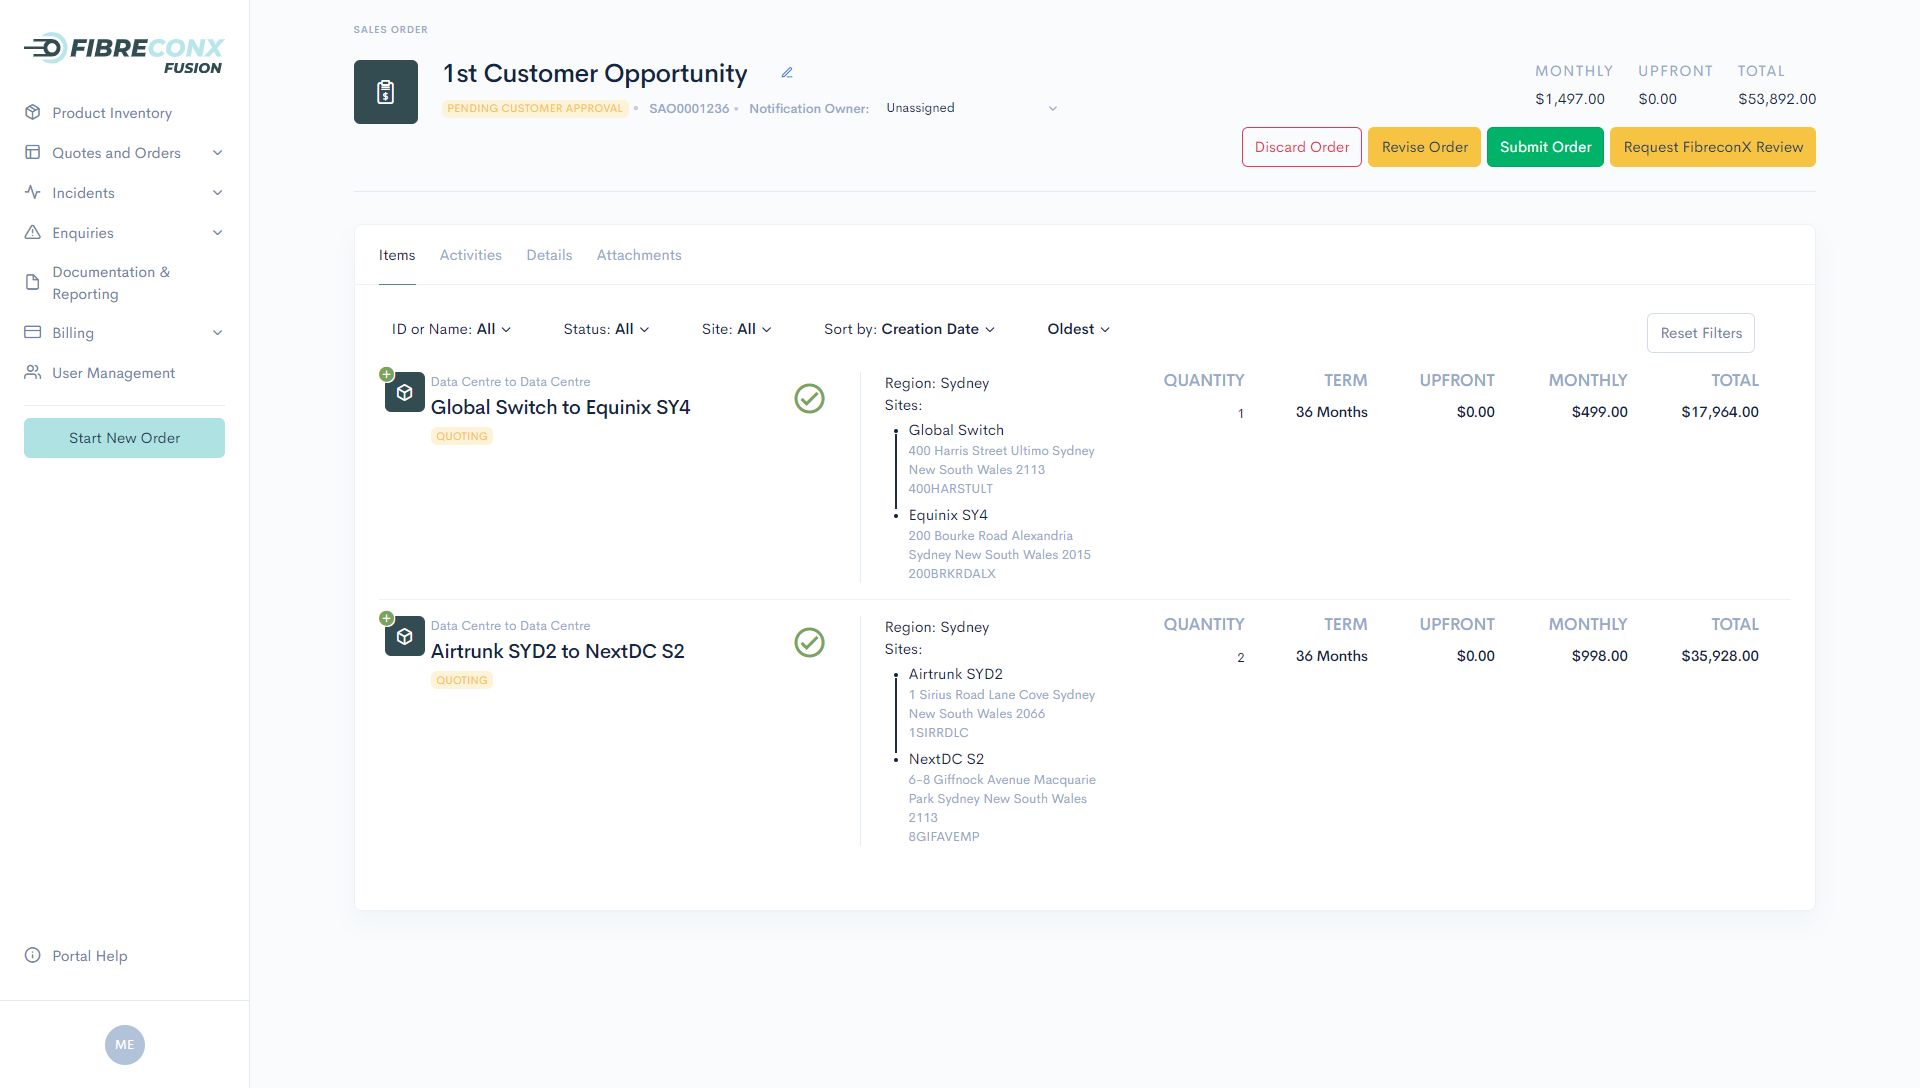 FIBRECONX
FUSION
Product Inventory
Quotes and Orders
Incidents
Enquiries
Documentation &
Reporting
Billing
User Management
Start New Order
Portal Help
ME
SALES ORDER
1st Customer Opportunity
PENDING CUSTOMER APPROVAL • SAO0001236 • Notification Owner: Unassigned
MONTHLY UPFRONT TOTAL
$1,497.00 $0.00 $53,892.00
Discard Order Revise Order Submit Order Request FibreconX Review
Items Activities Details Attachments
ID or Name: All Status: All Site: All Sort by: Creation Date Oldest Reset Filters
Data Centre to Data Centre
Global Switch to Equinix SY4
QUOTING
Region: Sydney
Sites:
Global Switch
400 Harris Street Ultimo Sydney
New South Wales 2113
400HARSTULT
Equinix SY4
200 Bourke Road Alexandria
Sydney New South Wales 2015
200BRKRDALX
QUANTITY TERM UPFRONT MONTHLY TOTAL
1 36 Months $0.00 $499.00 $17,964.00
Data Centre to Data Centre
Airtrunk SYD2 to NextDC S2
QUOTING
Region: Sydney
Sites:
Airtrunk SYD2
1 Sirius Road Lane Cove Sydney
New South Wales 2066
1SIRRDLC
NextDC S2
6-8 Giffnock Avenue Macquarie
Park Sydney New South Wales
2113
8GIFAVEMP
QUANTITY TERM UPFRONT MONTHLY TOTAL
2 36 Months $0.00 $998.00 $35,928.00